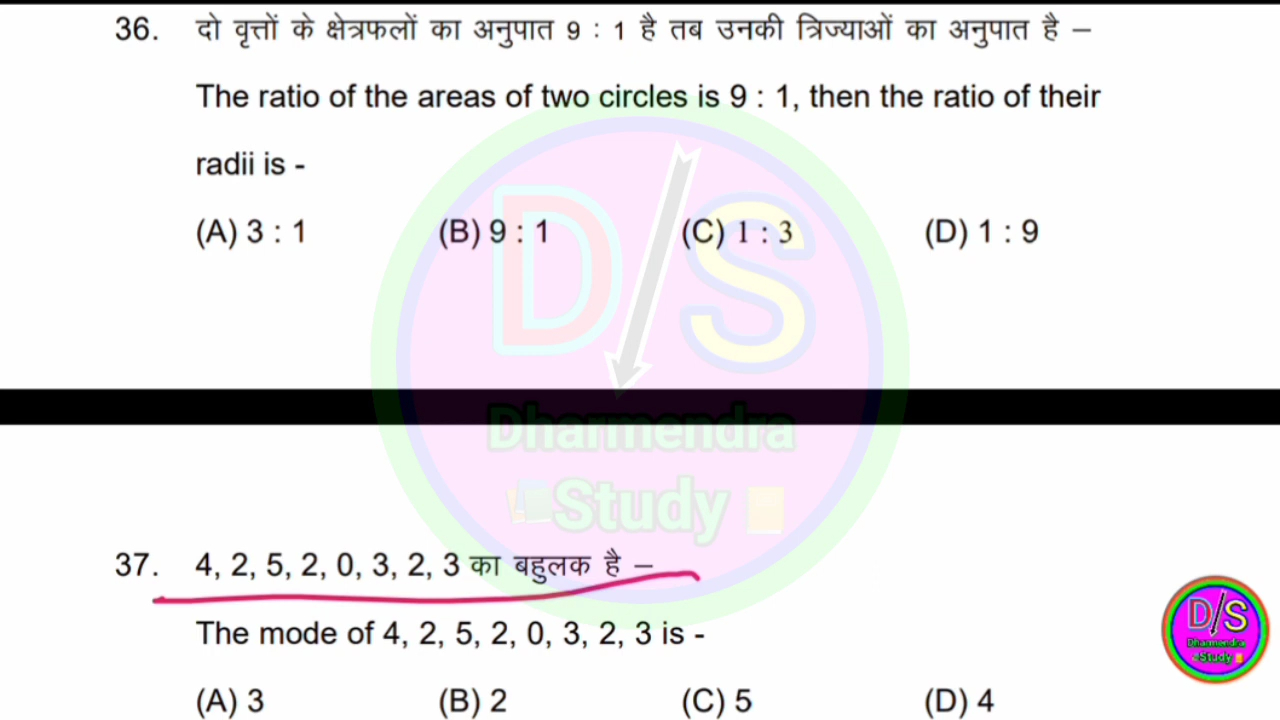 36. दो वृत्तों के क्षेत्रफलों का अनुपात 9 : 1 है तब उनकी त्रिज्याओं का अनुपात है –
The ratio of the areas of two circles is 9 : 1, then the ratio of their
radii is -
(A) 3 : 1 (B) 9 : 1 (C) 1 : 3 (D) 1 : 9
D/S
Dharmendra
Study
37. 4, 2, 5, 2, 0, 3, 2, 3 का बहुलक है –
The mode of 4, 2, 5, 2, 0, 3, 2, 3 is -
(A) 3 (B) 2 (C) 5 (D) 4
D/S
Dharmendra
Study